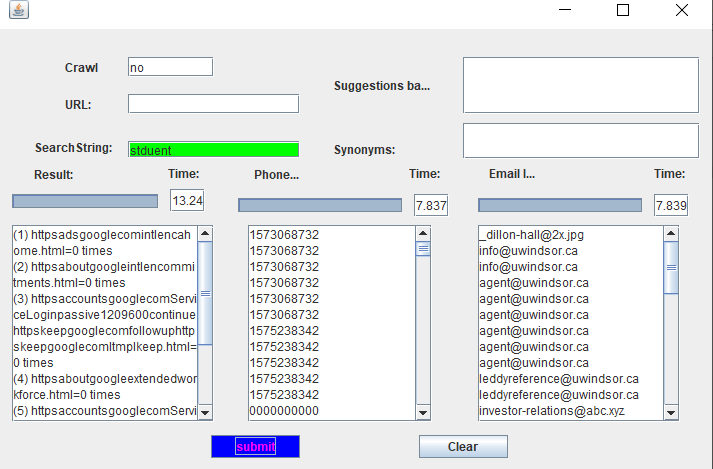 Crawl
no
Suggestions ba...
URL:
SearchString:
stduent
Synonyms:
Result:
Time:
Phone...
Time:
Email l...
Time:
13.24
7.837
7.839
(1) httpsadsgooglecomintlencah
ome.html=0 times
(2) httpsaboutgoogleintlencommi
tments.html=0 times
(3) httpsaccountsgooglecomServi
ceLoginpassive1209600continue
httpskeepgooglecomfollowuphttp
skeepgooglecomltmplkeep.html=
0 times
(4) httpsaboutgoogleextendedwor
kforce.html=0 times
(5) httpsaccountsgooglecomServi
1573068732
1573068732
1573068732
1573068732
1573068732
1573068732
1575238342
1575238342
1575238342
1575238342
1575238342
0000000000
_dillon-hall@2x.jpg
info@uwindsor.ca
info@uwindsor.ca
agent@uwindsor.ca
agent@uwindsor.ca
agent@uwindsor.ca
agent@uwindsor.ca
agent@uwindsor.ca
agent@uwindsor.ca
leddyreference@uwindsor.ca
leddyreference@uwindsor.ca
investor-relations@abc.xyz
submit
Clear